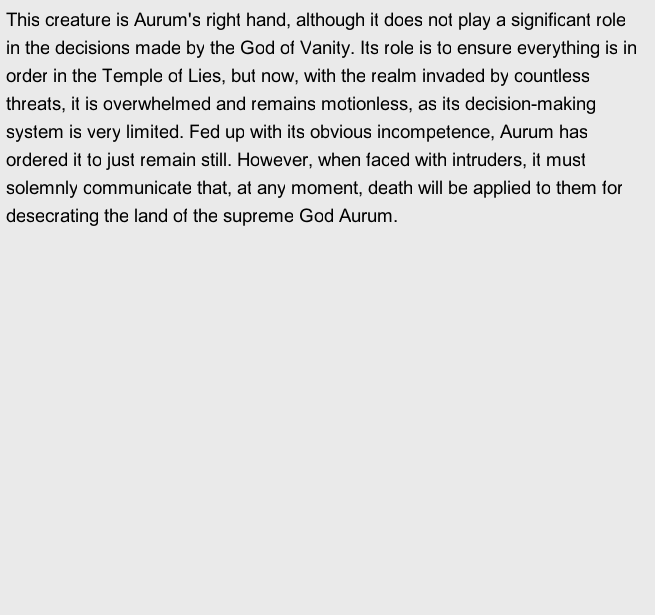 This creature is Aurum's right hand, although it does not play a significant role
in the decisions made by the God of Vanity. Its role is to ensure everything is in
order in the Temple of Lies, but now, with the realm invaded by countless
threats, it is overwhelmed and remains motionless, as its decision-making
system is very limited. Fed up with its obvious incompetence, Aurum has
ordered it to just remain still. However, when faced with intruders, it must
solemnly communicate that, at any moment, death will be applied to them for
desecrating the land of the supreme God Aurum.